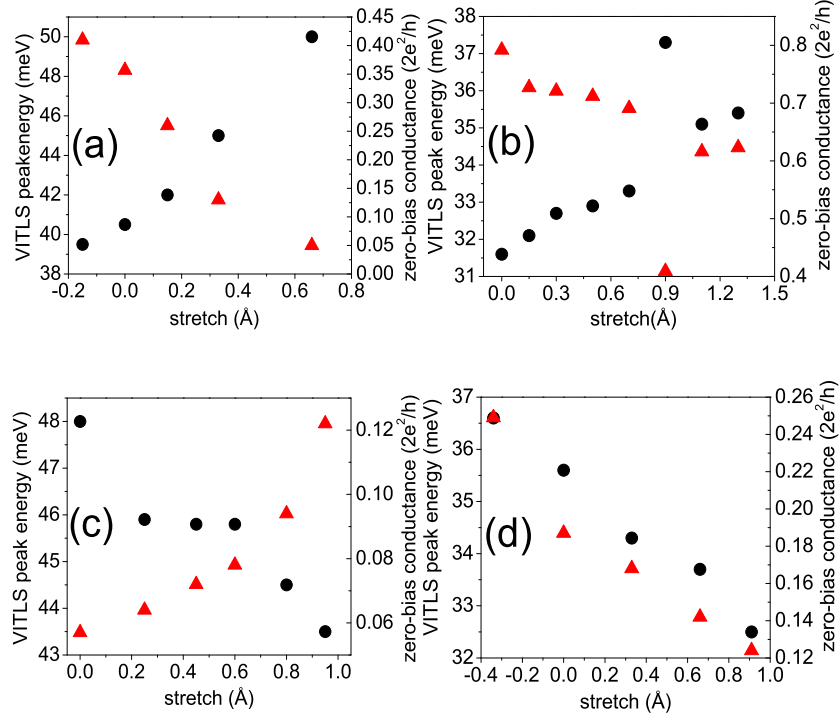 (a)
VITLS peakenergy (meV)
50
48
46
44
42
40
38
-0.2 0.0 0.2 0.4 0.6 0.8
stretch (Å)
0.45
0.40
0.35
0.30
0.25
0.20
0.15
0.10
0.05
0.00
zero-bias conductance (2e²/h)
(b)
VITLS peak energy (meV)
38
37
36
35
34
33
32
31
0.0 0.3 0.6 0.9 1.2 1.5
stretch(Å)
0.8
0.7
0.6
0.5
0.4
zero-bias conductance (2e²/h)
(c)
VITLS peak energy (meV)
48
47
46
45
44
43
0.0 0.2 0.4 0.6 0.8 1.0
stretch (Å)
0.12
0.10
0.08
0.06
zero-bias conductance (2e²/h)
(d)
VITLS peak energy (meV)
37
36
35
34
33
32
-0.4 -0.2 0.0 0.2 0.4 0.6 0.8 1.0
stretch (Å)
0.26
0.24
0.22
0.20
0.18
0.16
0.14
0.12
zero-bias conductance (2e²/h)